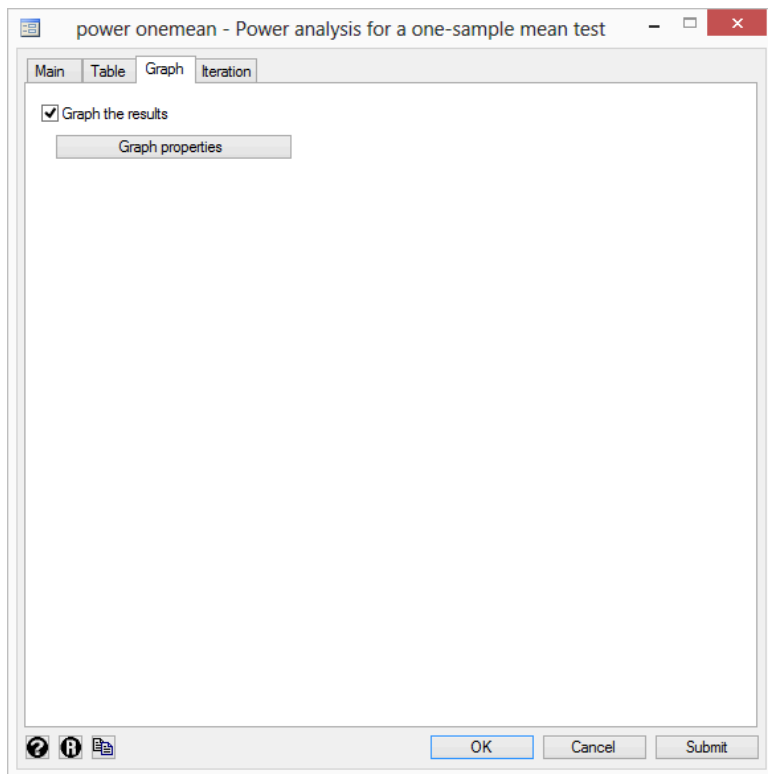 power onemean - Power analysis for a one-sample mean test
Main Table Graph Iteration
Graph the results
Graph properties
OK Cancel Submit